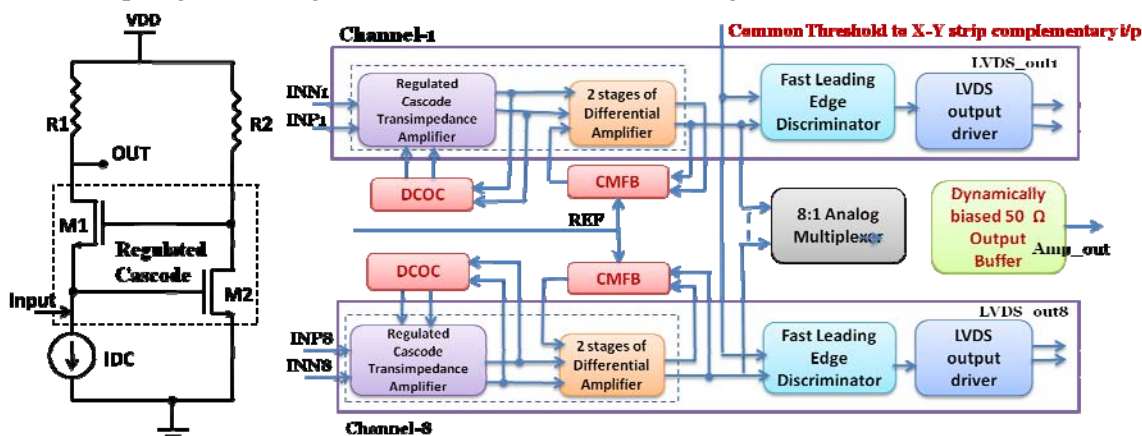 VDD
R1
R2
OUT
M1
Regulated
Cascode
M2
Input
IDC
Channel-1
Common Threshold to X-Y strip complementary i/p
LVDS_out1
INN1
INP1
Regulated
Cascode
Transimpedance
Amplifier
2 stages of
Differential
Amplifier
Fast Leading
Edge
Discriminator
LVDS
output
driver
DCOC
CMFB
REF
8:1 Analog
Multiplexer
Dynamically
biased 50 Ω
Output
Buffer
Amp_out
DCOC
CMFB
LVDS_out8
INP8
INN8
Regulated
Cascode
Transimpedance
Amplifier
2 stages of
Differential
Amplifier
Fast Leading
Edge
Discriminator
LVDS
output
driver
Channel-8